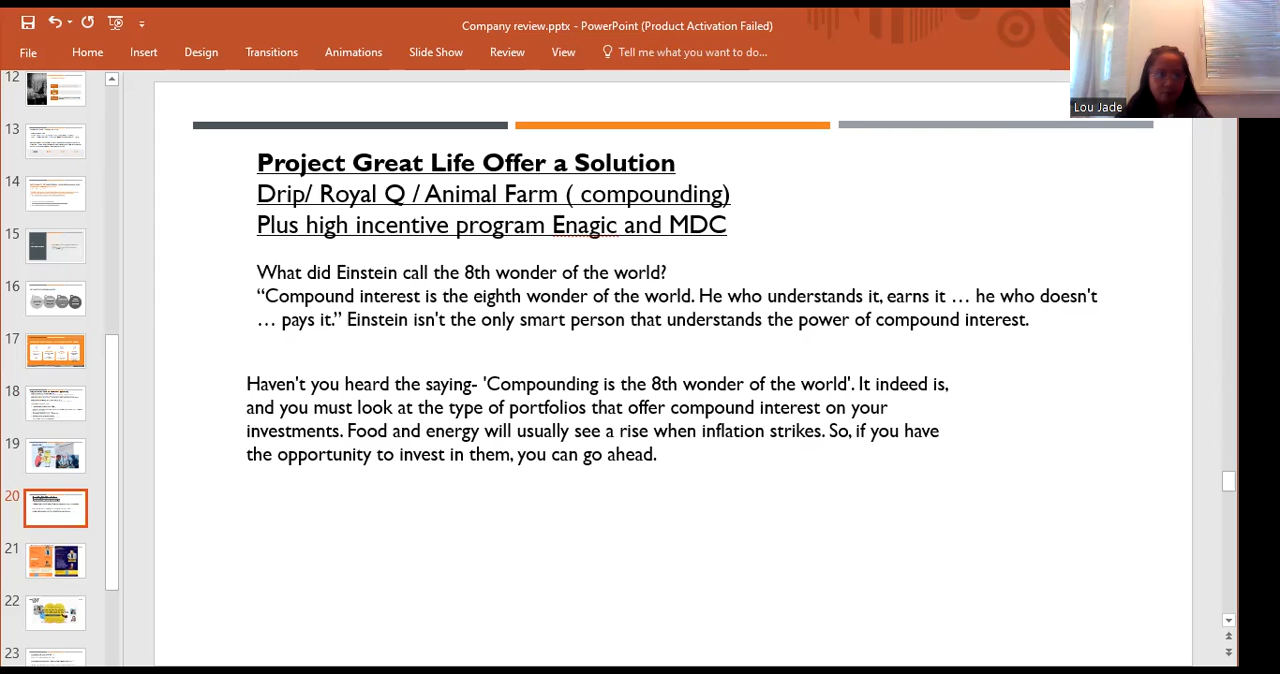 Company review.pptx - PowerPoint (Product Activation Failed)
File Home Insert Design Transitions Animations Slide Show Review View Tell me what you want to do...
Lou Jade
12
13
14
15
16
17
18
19
20
21
22
23
Project Great Life Offer a Solution
Drip/ Royal Q / Animal Farm ( compounding)
Plus high incentive program Enagic and MDC
What did Einstein call the 8th wonder of the world?
“Compound interest is the eighth wonder of the world. He who understands it, earns it … he who doesn't
… pays it.” Einstein isn't the only smart person that understands the power of compound interest.
Haven't you heard the saying- 'Compounding is the 8th wonder of the world'. It indeed is,
and you must look at the type of portfolios that offer compound interest on your
investments. Food and energy will usually see a rise when inflation strikes. So, if you have
the opportunity to invest in them, you can go ahead.